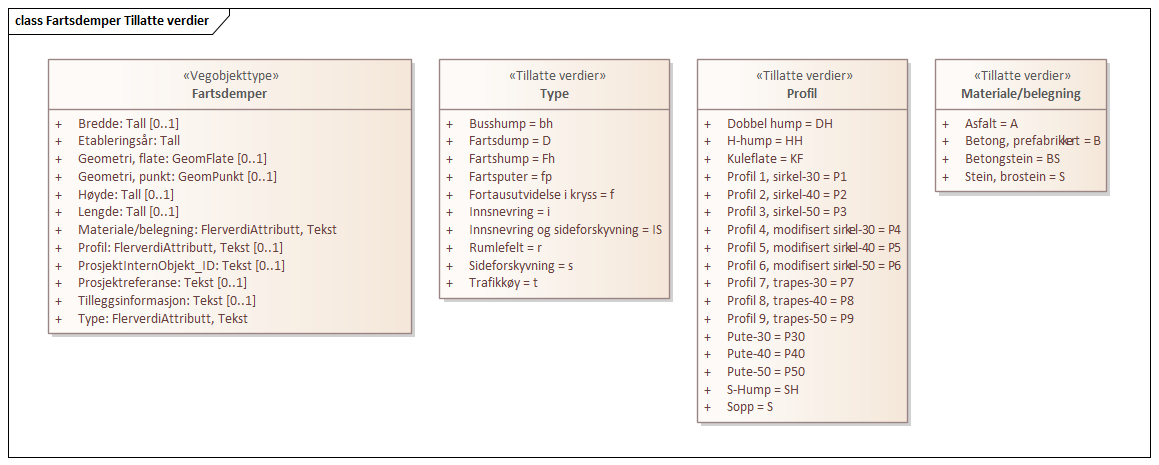 class Fartsdemper Tillatte verdier
«Vegobjekttype»
Fartsdemper
+ Bredde: Tall [0..1]
+ Etableringsår: Tall
+ Geometri, flate: GeomFlate [0..1]
+ Geometri, punkt: GeomPunkt [0..1]
+ Høyde: Tall [0..1]
+ Lengde: Tall [0..1]
+ Materiale/belegning: FlerverdiAttributt, Tekst
+ Profil: FlerverdiAttributt, Tekst [0..1]
+ ProsjektInternObjekt_ID: Tekst [0..1]
+ Prosjektreferanse: Tekst [0..1]
+ Tilleggsinformasjon: Tekst [0..1]
+ Type: FlerverdiAttributt, Tekst
«Tillatte verdier»
Type
+ Busshump = bh
+ Fartsdump = D
+ Fartshump = Fh
+ Fartsputer = fp
+ Fortausutvidelse i kryss = f
+ Innsnevring = i
+ Innsnevring og sideforskyvning = IS
+ Rumlefelt = r
+ Sideforskyvning = s
+ Trafikkøy = t
«Tillatte verdier»
Profil
+ Dobbel hump = DH
+ H-hump = HH
+ Kuleflate = KF
+ Profil 1, sirkel-30 = P1
+ Profil 2, sirkel-40 = P2
+ Profil 3, sirkel-50 = P3
+ Profil 4, modifisert sirkel-30 = P4
+ Profil 5, modifisert sirkel-40 = P5
+ Profil 6, modifisert sirkel-50 = P6
+ Profil 7, trapes-30 = P7
+ Profil 8, trapes-40 = P8
+ Profil 9, trapes-50 = P9
+ Pute-30 = P30
+ Pute-40 = P40
+ Pute-50 = P50
+ S-Hump = SH
+ Sopp = S
«Tillatte verdier»
Materiale/belegning
+ Asfalt = A
+ Betong, prefabrikkert = B
+ Betongstein = BS
+ Stein, brostein = S